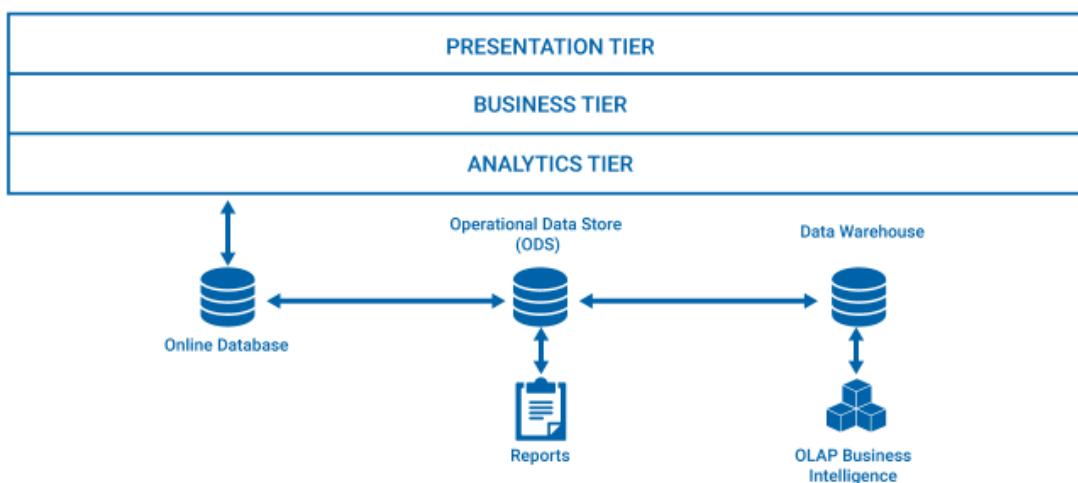 PRESENTATION TIER
BUSINESS TIER
ANALYTICS TIER
Operational Data Store
(ODS)
Data Warehouse
Online Database
Reports
OLAP Business
Intelligence